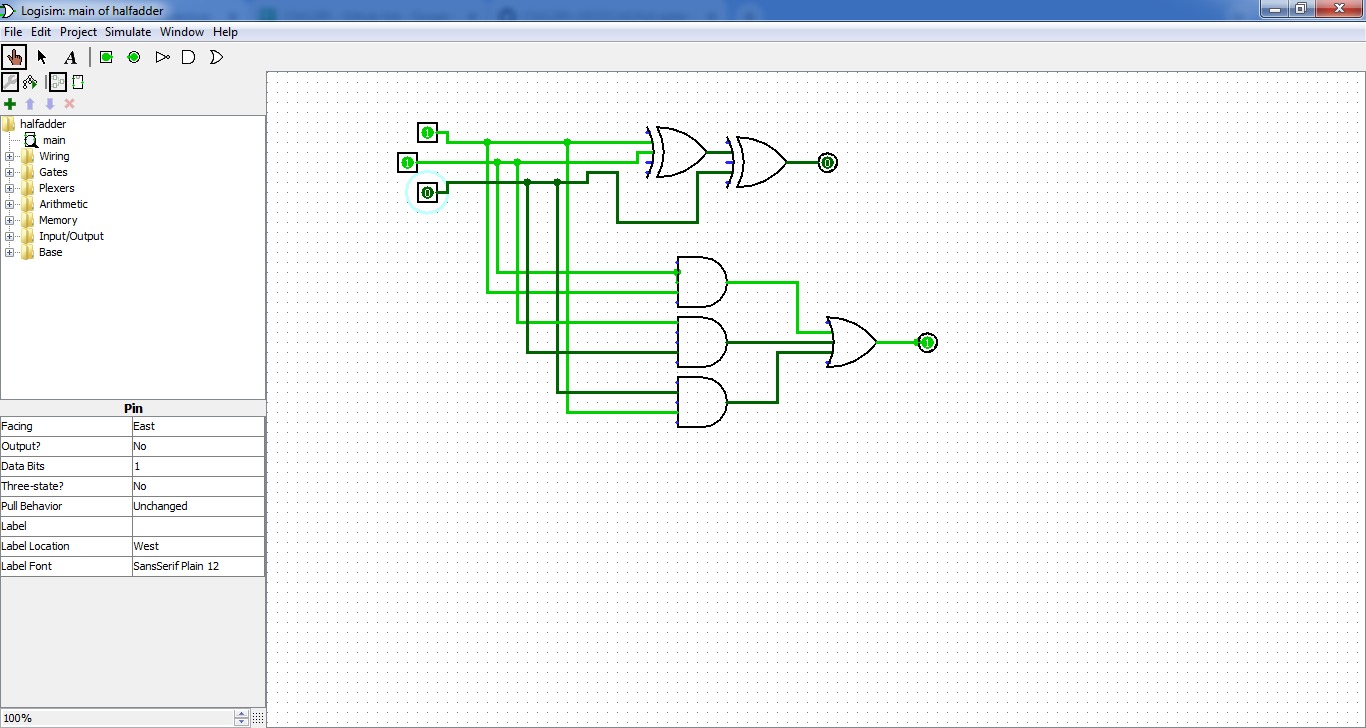 Logisim: main of halfadder
File Edit Project Simulate Window Help
A
halfadder
main
Wiring
Gates
Plexers
Arithmetic
Memory
Input/Output
Base
1
1
0
0
1
Pin
Facing East
Output? No
Data Bits 1
Three-state? No
Pull Behavior Unchanged
Label
Label Location West
Label Font SansSerif Plain 12
100%